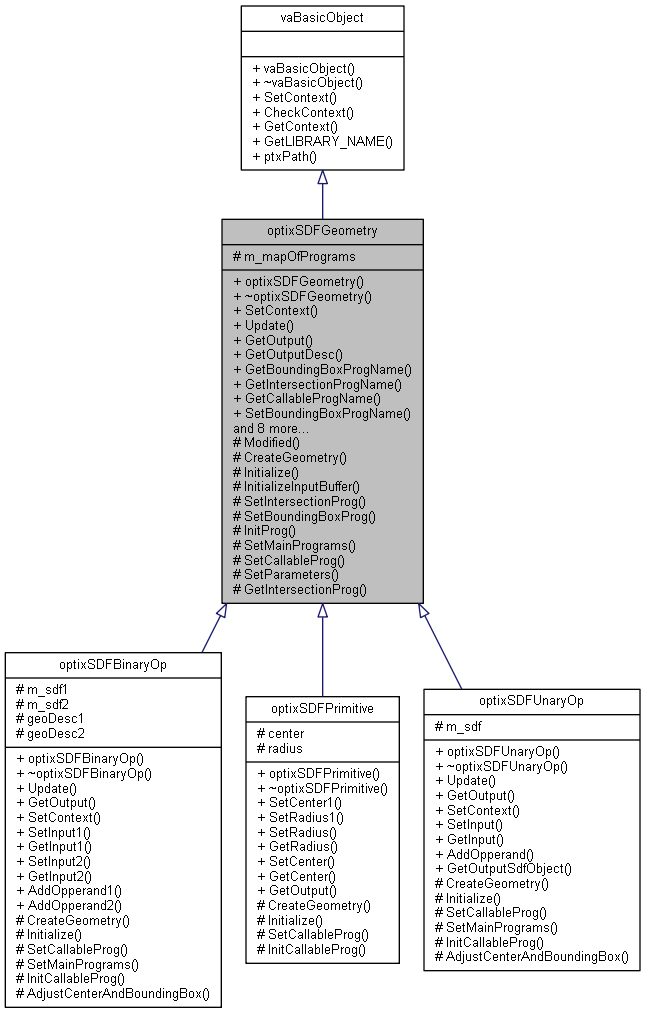 vaBasicObject
+ vaBasicObject()
+ ~vaBasicObject()
+ SetContext()
+ CheckContext()
+ GetContext()
+ GetLIBRARY_NAME()
+ ptxPath()
optixSDFGeometry
# m_mapOfPrograms
+ optixSDFGeometry()
+ ~optixSDFGeometry()
+ SetContext()
+ Update()
+ GetOutput()
+ GetOutputDesc()
+ GetBoundingBoxProgName()
+ GetIntersectionProgName()
+ GetCallableProgName()
+ SetBoundingBoxProgName()
and 8 more...
# Modified()
# CreateGeometry()
# Initialize()
# InitializeInputBuffer()
# SetIntersectionProg()
# SetBoundingBoxProg()
# InitProg()
# SetMainPrograms()
# SetCallableProg()
# SetParameters()
# GetIntersectionProg()
optixSDFBinaryOp
# m_sdf1
# m_sdf2
# geoDesc1
# geoDesc2
+ optixSDFBinaryOp()
+ ~optixSDFBinaryOp()
+ Update()
+ GetOutput()
+ SetContext()
+ SetInput1()
+ GetInput1()
+ SetInput2()
+ GetInput2()
+ AddOpperand1()
+ AddOpperand2()
# CreateGeometry()
# Initialize()
# SetCallableProg()
# SetMainPrograms()
# InitCallableProg()
# AdjustCenterAndBoundingBox()
optixSDFPrimitive
# center
# radius
+ optixSDFPrimitive()
+ ~optixSDFPrimitive()
+ SetCenter1()
+ SetRadius1()
+ SetRadius()
+ GetRadius()
+ SetCenter()
+ GetCenter()
+ GetOutput()
# CreateGeometry()
# Initialize()
# SetCallableProg()
# InitCallableProg()
optixSDFUnaryOp
# m_sdf
+ optixSDFUnaryOp()
+ ~optixSDFUnaryOp()
+ Update()
+ GetOutput()
+ SetContext()
+ SetInput()
+ GetInput()
+ AddOpperand()
+ GetOutputSdfObject()
# CreateGeometry()
# Initialize()
# SetCallableProg()
# SetMainPrograms()
# InitCallableProg()
# AdjustCenterAndBoundingBox()